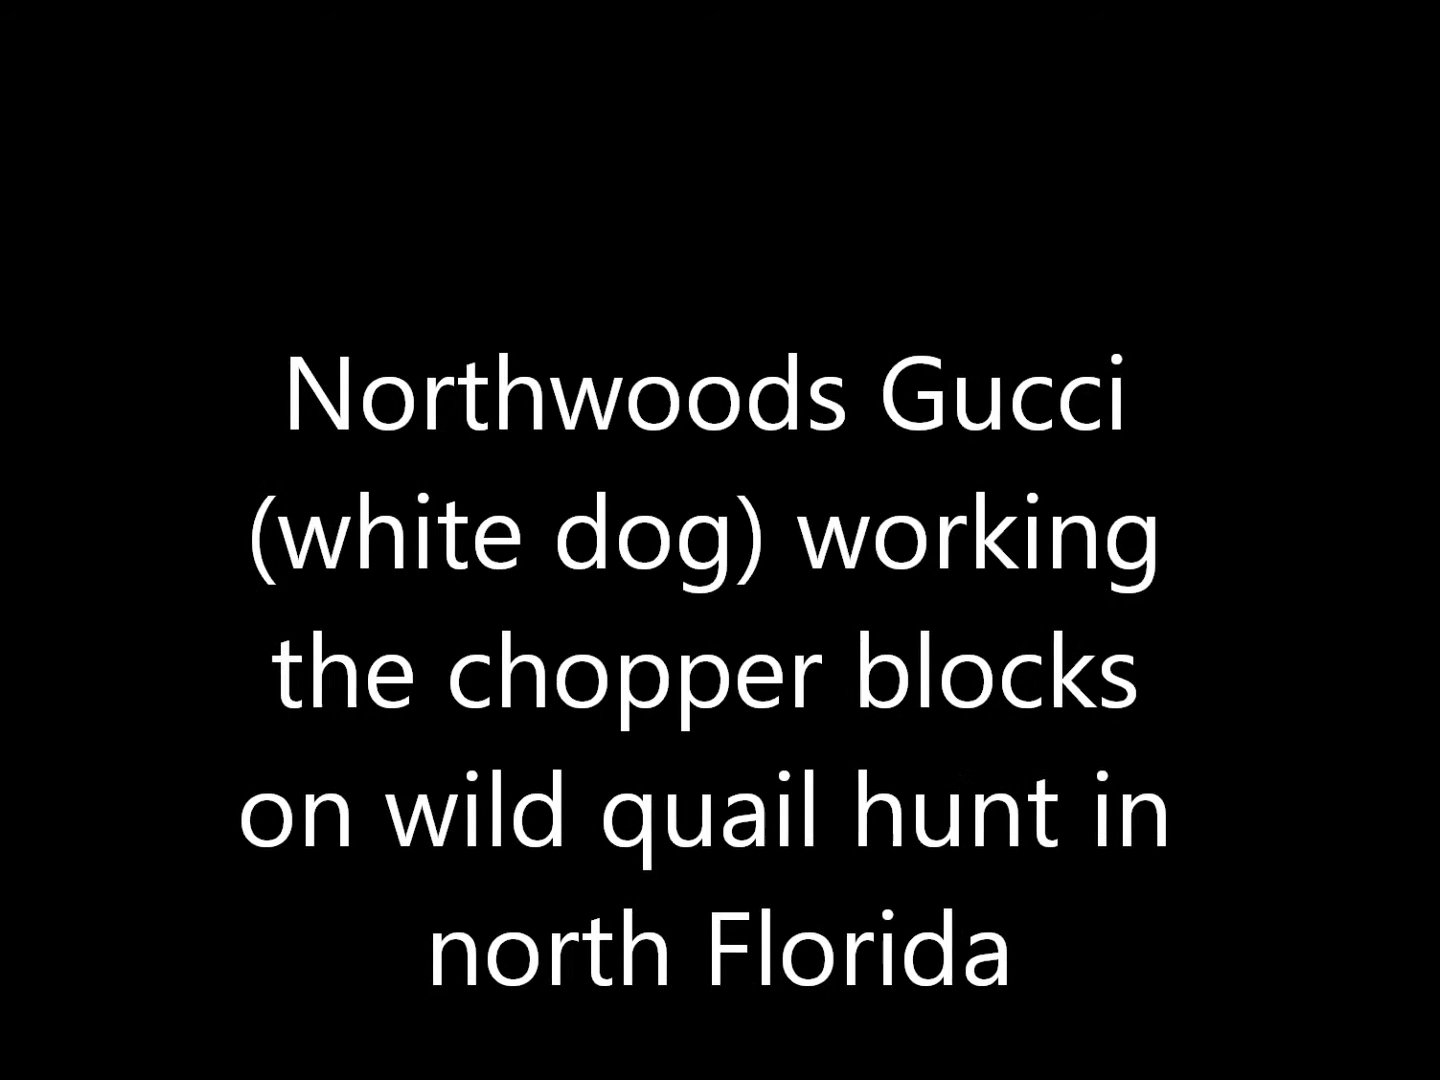 Northwoods Gucci
(white dog) working
the chopper blocks
on wild quail hunt in
north Florida